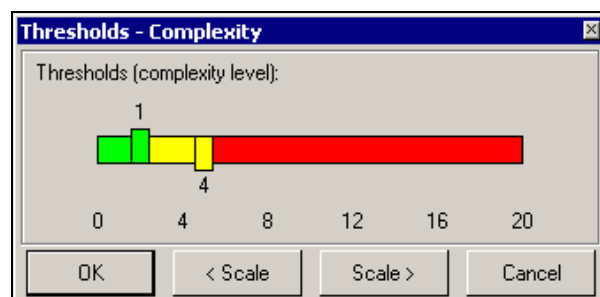 Thresholds - Complexity
Thresholds (complexity level):
1
4
0 4 8 12 16 20
OK < Scale Scale > Cancel